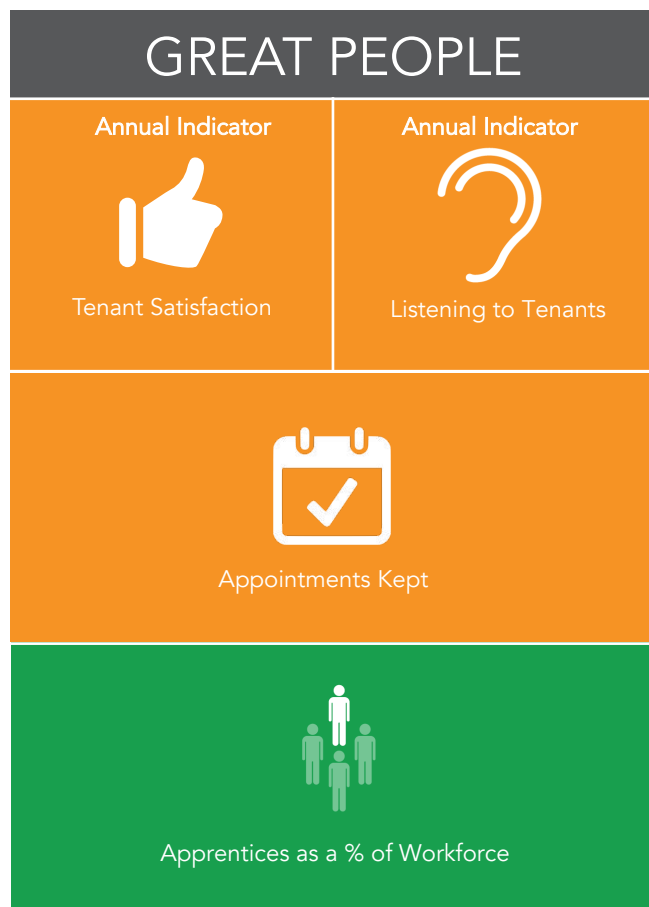 GREAT PEOPLE
Annual Indicator
Tenant Satisfaction
Annual Indicator
Listening to Tenants
Appointments Kept
Apprentices as a % of Workforce